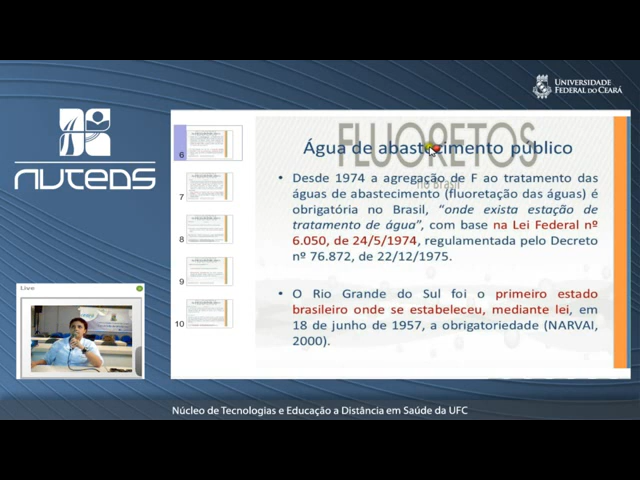 UNIVERSIDADE
FEDERAL DO CEARÁ
NUTEDS
FLUORETOS
no Brasil
Água de abastecimento público
• Desde 1974 a agregação de F ao tratamento das
águas de abastecimento (fluoretação das águas) é
obrigatória no Brasil, “onde exista estação de
tratamento de água”, com base na Lei Federal nº
6.050, de 24/5/1974, regulamentada pelo Decreto
nº 76.872, de 22/12/1975.
• O Rio Grande do Sul foi o primeiro estado
brasileiro onde se estabeleceu, mediante lei, em
18 de junho de 1957, a obrigatoriedade (NARVAI,
2000).
6
7
8
9
10
Live
Núcleo de Tecnologias e Educação a Distância em Saúde da UFC